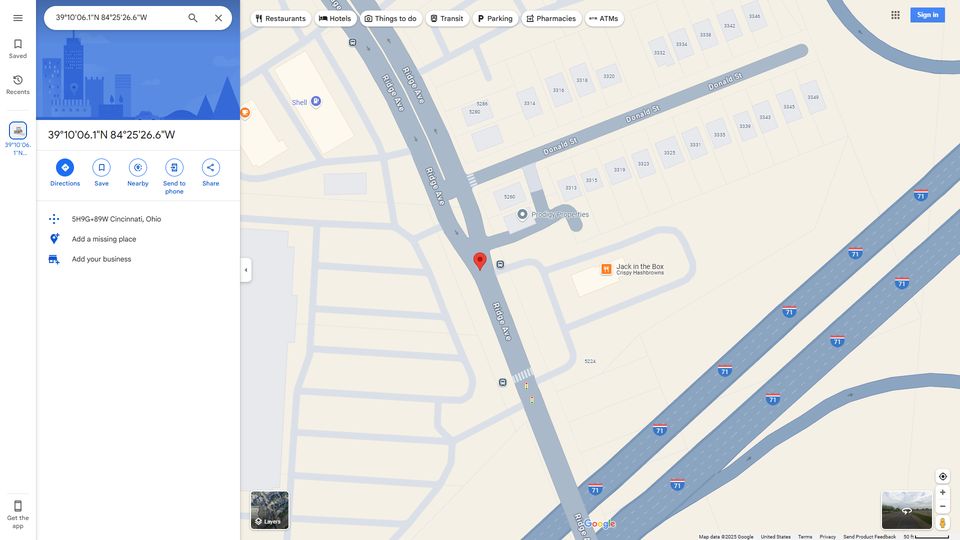 39°10'06.1"N 84°25'26.6"W
Restaurants
Hotels
Things to do
Transit
Parking
Pharmacies
ATMs
Sign in
Saved
Recents
39°10'06.
1"N...
39°10'06.1"N 84°25'26.6"W
Directions
Save
Nearby
Send to
phone
Share
5H9G+89W Cincinnati, Ohio
Add a missing place
Add your business
Get the
app
Ridge Ave
Ridge Ave
Ridge Ave
Ridge Ave
Ridge Ave
Ridge Ave
Shell
Donald St
Donald St
Donald St
3346
3342
3338
3334
3332
3320
3318
3314
5286
5280
3349
3345
3343
3339
3335
3331
3325
3323
3319
3315
3313
5260
Prodigy Properties
Jack in the Box
Crispy Hashbrowns
5224
71
71
71
71
71
71
71
71
71
71
Layers
Google
Map data ©2025 Google
United States
Terms
Privacy
Send Product Feedback
50 ft